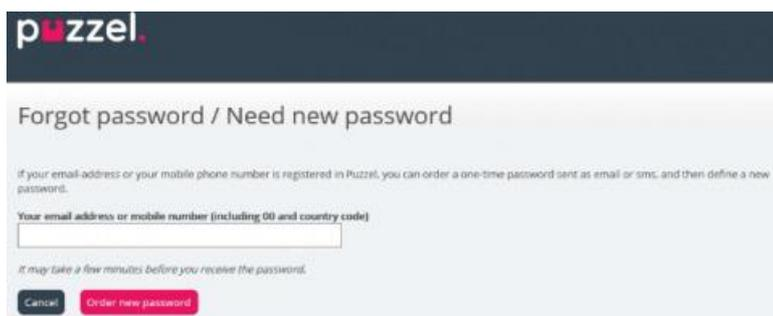 puzzel.
Forgot password / Need new password
If your email-address or your mobile phone number is registered in Puzzel, you can order a one-time password sent as email or sms, and then define a new
password.
Your email address or mobile number (including 00 and country code)
It may take a few minutes before you receive the password.
Cancel
Order new password